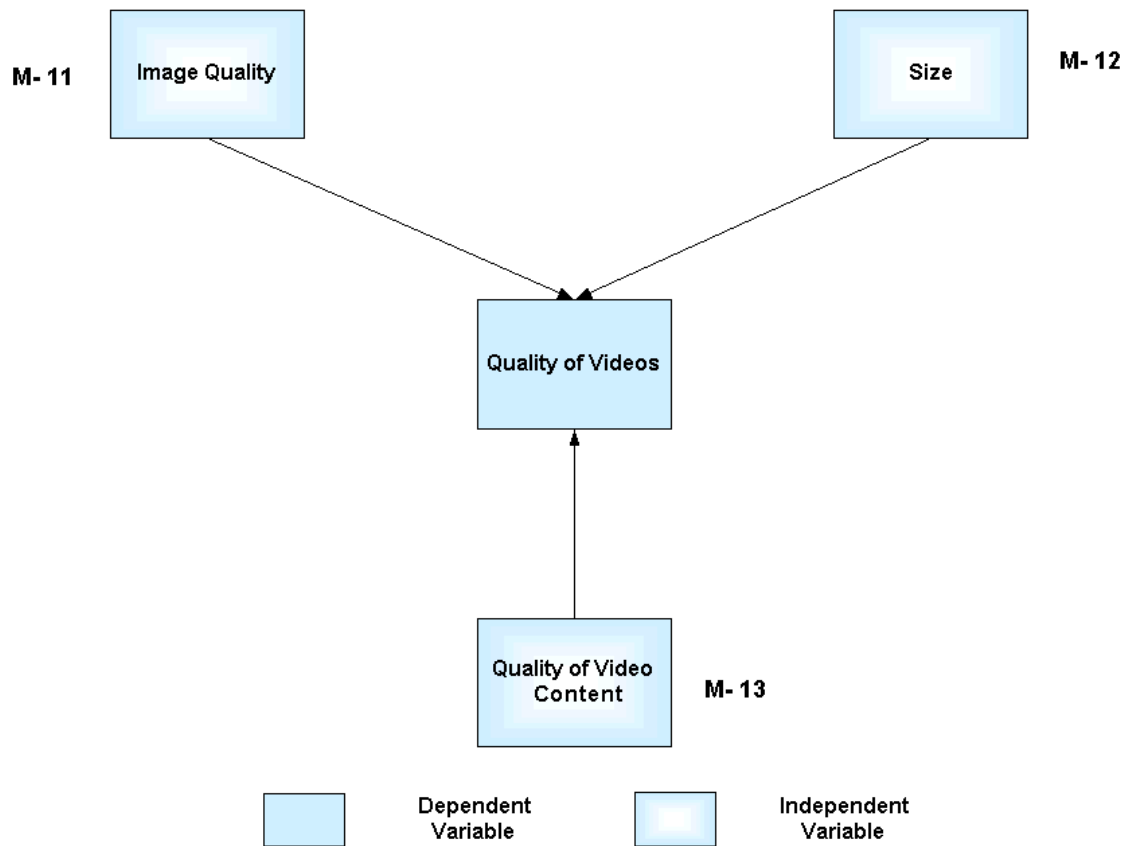 M- 11
Image Quality
Size
M- 12
Quality of Videos
Quality of Video
Content
M- 13
Dependent
Variable
Independent
Variable